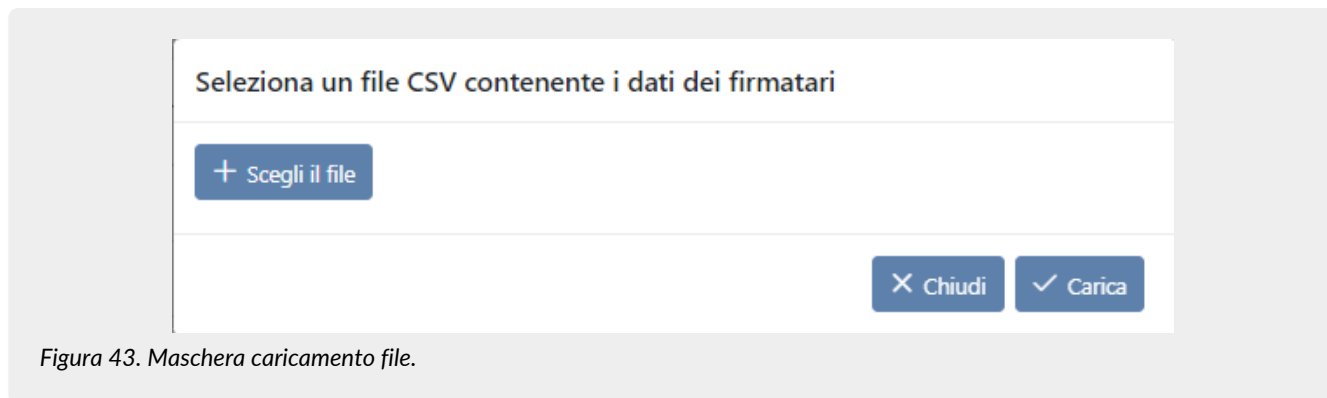 Seleziona un file CSV contenente i dati dei firmatari
Scegli il file
Chiudi
Carica
Figura 43. Maschera caricamento file.